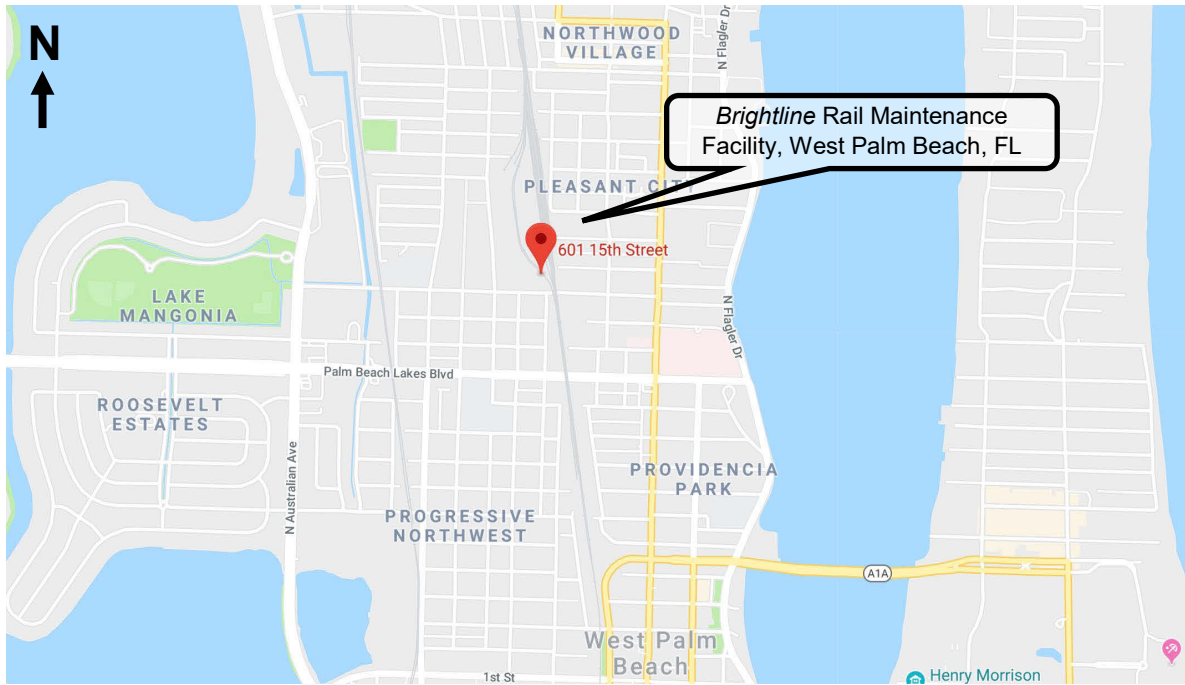 N
NORTHWOOD
VILLAGE
N Flagler Dr
Brightline Rail Maintenance
Facility, West Palm Beach, FL
PLEASANT CITY
601 15th Street
LAKE
MANGONIA
N Flagler Dr
Palm Beach Lakes Blvd
ROOSEVELT
ESTATES
N Australian Ave
PROVIDENCIA
PARK
PROGRESSIVE
NORTHWEST
A1A
West Palm
Beach
1st St
Henry Morrison